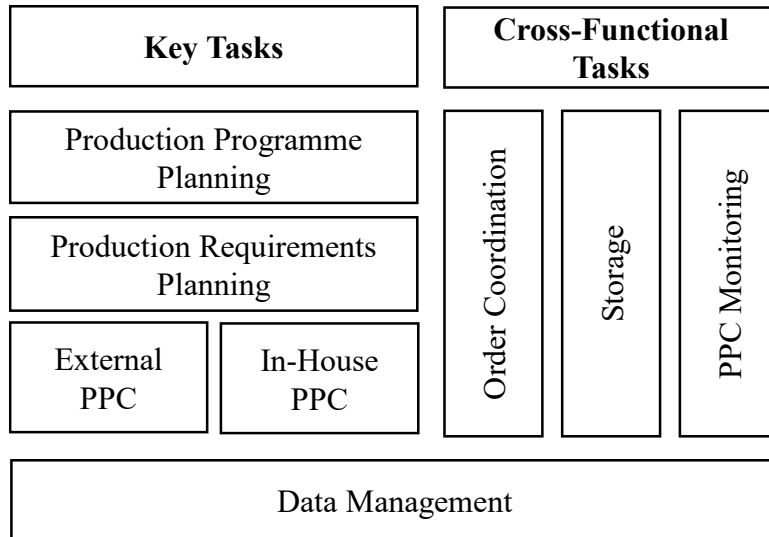 Key Tasks
Cross-Functional
Tasks
Production Programme
Planning
Production Requirements
Planning
External
PPC
In-House
PPC
Order Coordination
Storage
PPC Monitoring
Data Management